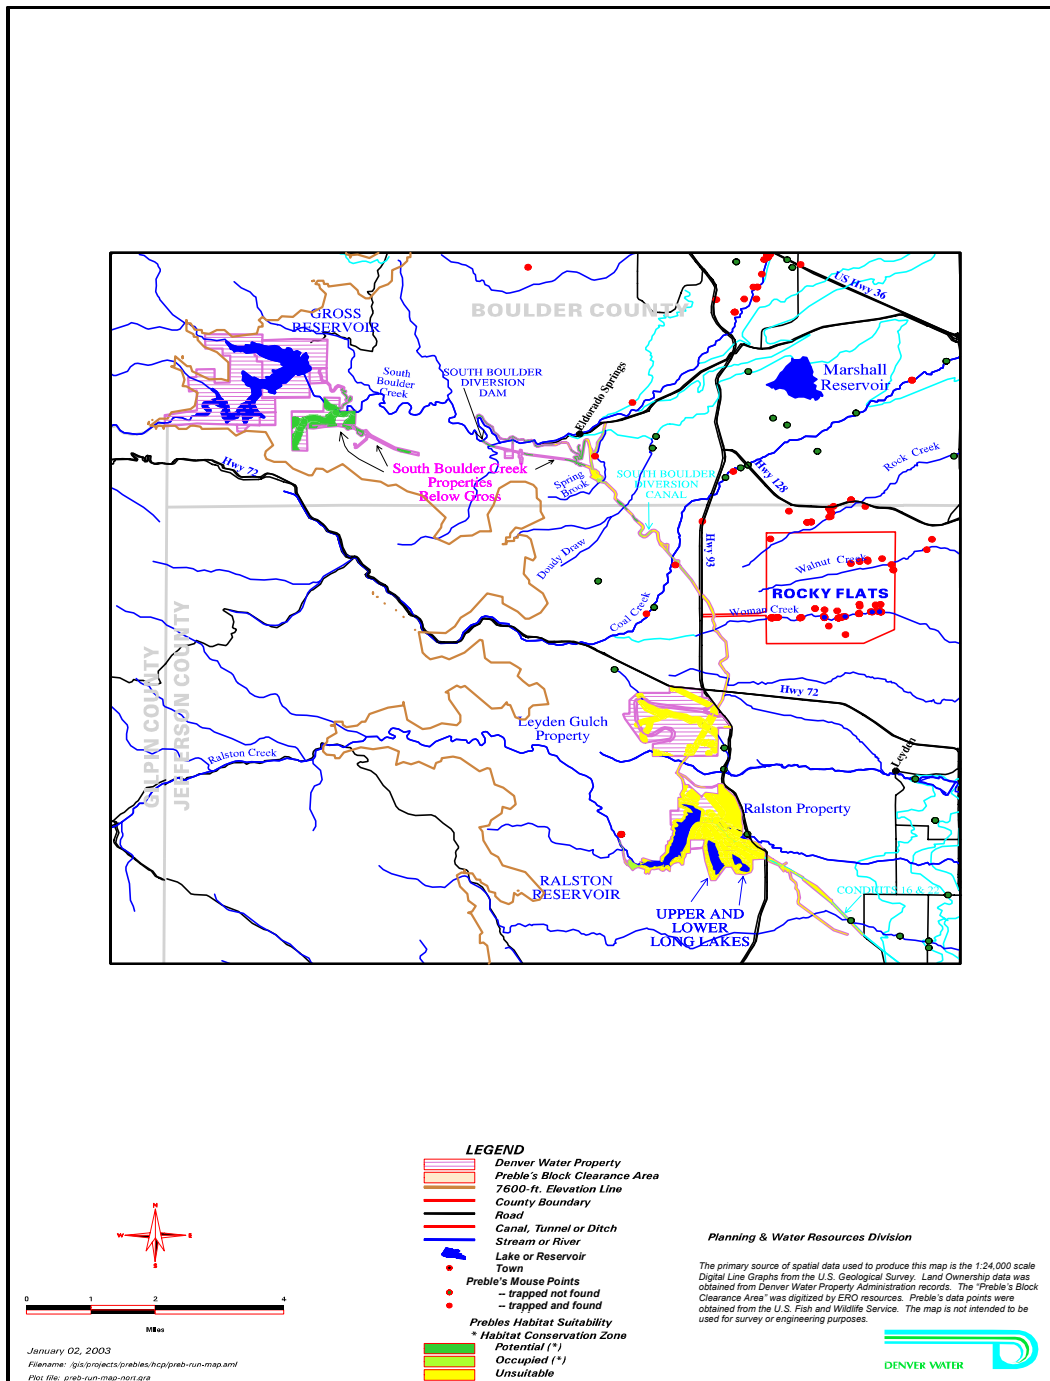 BOULDER COUNTY
US Hwy 36
GROSS
RESERVOIR
South
Boulder
Creek
SOUTH BOULDER
DIVERSION
DAM
Eldorado Springs
Marshall
Reservoir
Hwy 72
South Boulder Creek
Properties
Below Gross
Spring
Brook
SOUTH BOULDER
DIVERSION
CANAL
Hwy 128
Rock Creek
Doudy Draw
Hwy 93
Walnut Creek
ROCKY FLATS
Woman Creek
Coal Creek
GILPIN COUNTY
JEFFERSON COUNTY
Hwy 72
Leyden Gulch
Property
Ralston Creek
Leyden
Ralston Property
RALSTON
RESERVOIR
CONDUITS 16 & 22
UPPER AND
LOWER
LONG LAKES
LEGEND
Denver Water Property
Preble's Block Clearance Area
7600-ft. Elevation Line
County Boundary
Road
Canal, Tunnel or Ditch
Stream or River
Lake or Reservoir
Town
Preble's Mouse Points
-- trapped not found
-- trapped and found
Prebles Habitat Suitability
* Habitat Conservation Zone
Potential (*)
Occupied (*)
Unsuitable
N
W E
S
0 1 2 4
Miles
January 02, 2003
Filename: /gis/projects/prebles/hcp/preb-run-map.aml
Plot file: preb-run-map-nort.gra
Planning & Water Resources Division
The primary source of spatial data used to produce this map is the 1:24,000 scale
Digital Line Graphs from the U.S. Geological Survey. Land Ownership data was
obtained from Denver Water Property Administration records. The "Preble's Block
Clearance Area" was digitized by ERO resources. Preble's data points were
obtained from the U.S. Fish and Wildlife Service. The map is not intended to be
used for survey or engineering purposes.
DENVER WATER